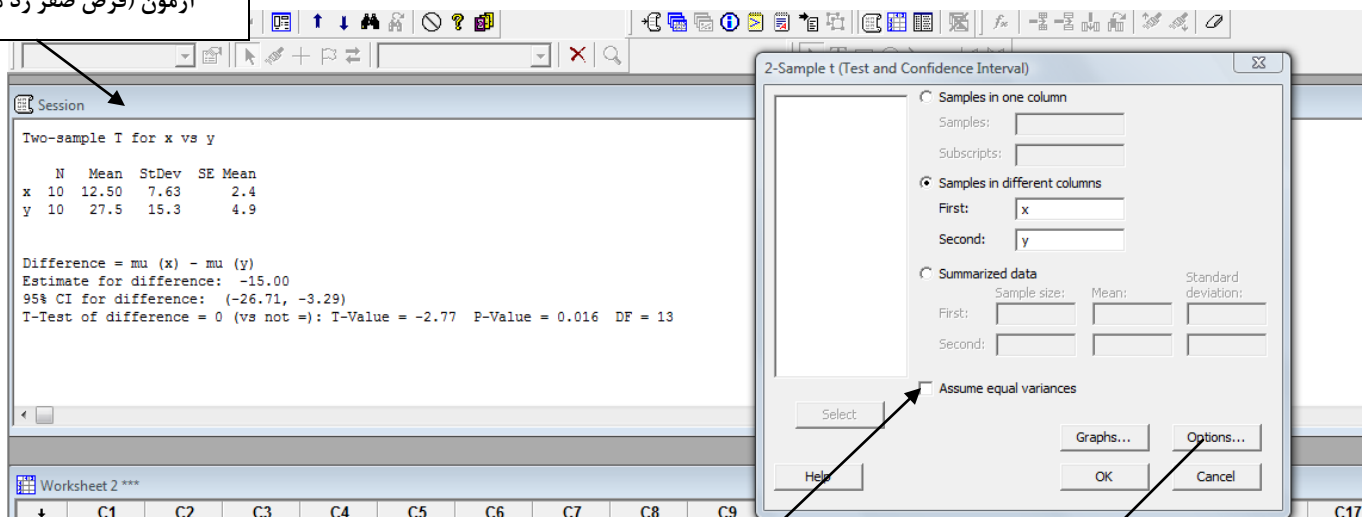 آزمون (فرض صفر رد
2-Sample t (Test and Confidence Interval)
Session
Two-sample T for x vs y
N Mean StDev SE Mean
x 10 12.50 7.63 2.4
y 10 27.5 15.3 4.9
Difference = mu (x) - mu (y)
Estimate for difference: -15.00
95% CI for difference: (-26.71, -3.29)
T-Test of difference = 0 (vs not =): T-Value = -2.77 P-Value = 0.016 DF = 13
Samples in one column
Samples:
Subscripts:
Samples in different columns
First: x
Second: y
Summarized data
Standard
Sample size: Mean: deviation:
First:
Second:
Assume equal variances
Select
Graphs... Options...
Help OK Cancel
Worksheet 2 ***
C1 C2 C3 C4 C5 C6 C7 C8 C9 C17